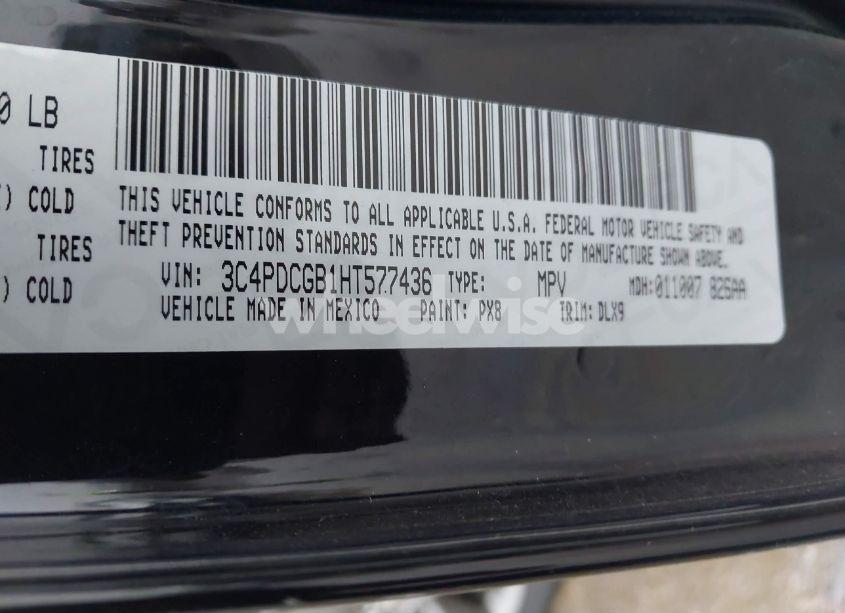 0 LB
TIRES
) COLD
TIRES
) COLD
THIS VEHICLE CONFORMS TO ALL APPLICABLE U.S.A. FEDERAL MOTOR VEHICLE SAFETY AND
THEFT PREVENTION STANDARDS IN EFFECT ON THE DATE OF MANUFACTURE SHOWN ABOVE.
VIN: 3C4PDCGB1HT577436 TYPE: MPV MDH: 011007 825AA
VEHICLE MADE IN MEXICO PAINT: PX8 TRIM: DLX9
wheelwise